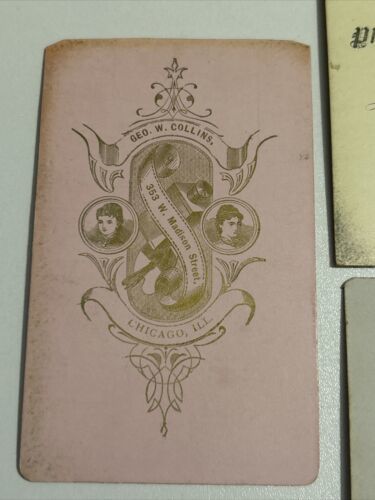 GEO. W. COLLINS,
353 W. Madison Street,
CHICAGO, ILL.